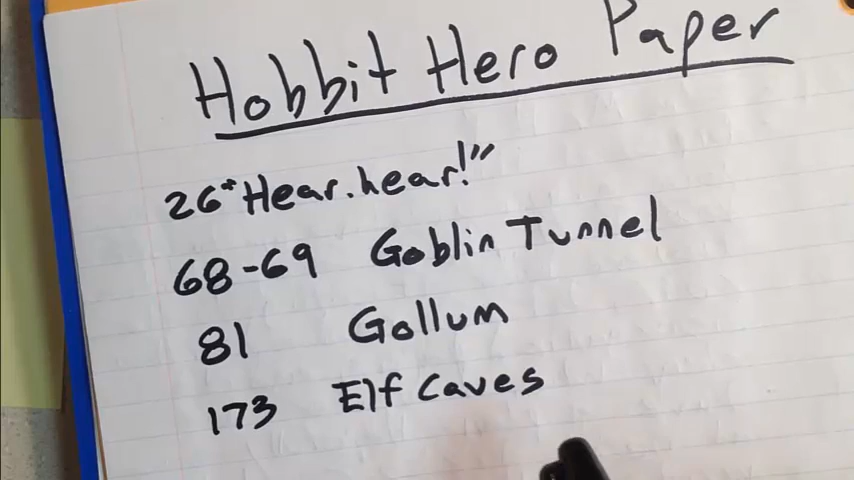 Hobbit Hero Paper
26 "Hear. hear!"
68-69 Goblin Tunnel
81 Gollum
173 Elf Caves